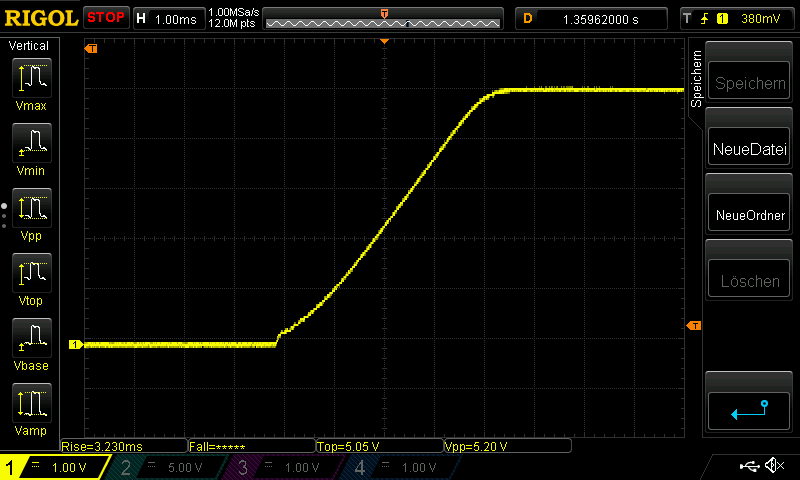 RIGOL STOP H 1.00ms 1.00MSa/s 12.0M pts T D 1.35962000 s T 1 380mV
Vertical
Vmax
Vmin
Vpp
Vtop
Vbase
Vamp
T
1
T
Speichern
Speichern
NeueDatei
NeueOrdner
Löschen
Rise=3.230ms Fall=***** Top=5.05 V Vpp=5.20 V
1 1.00 V 2 5.00 V 3 1.00 V 4 1.00 V